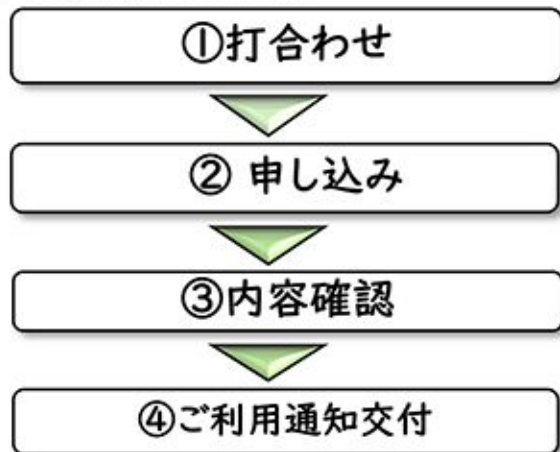 ①打合わせ
② 申し込み
③内容確認
④ご利用通知交付